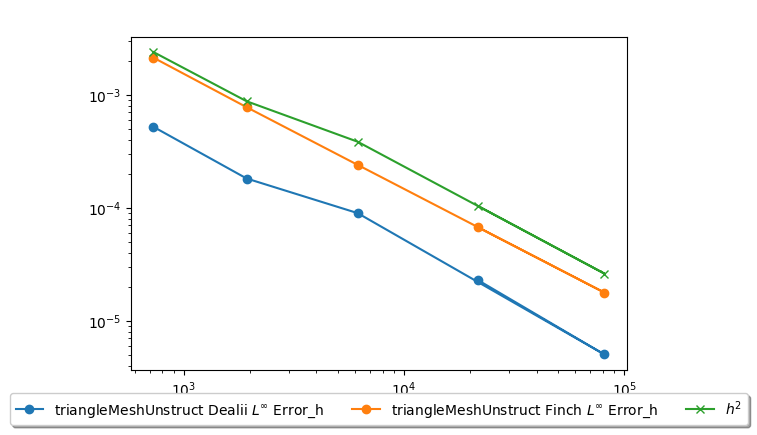 10⁻³
10⁻⁴
10⁻⁵
10³ 10⁴ 10⁵
triangleMeshUnstruct Dealii L^∞ Error_h triangleMeshUnstruct Finch L^∞ Error_h h²